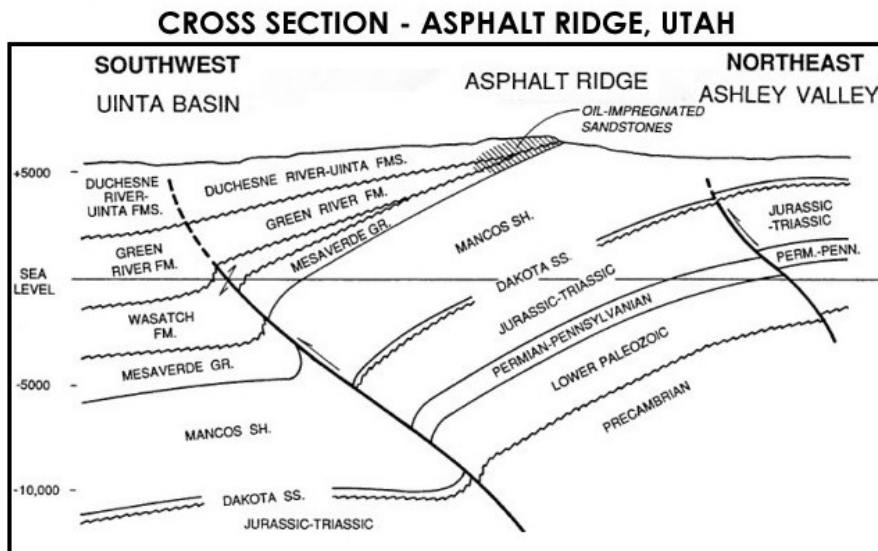 CROSS SECTION - ASPHALT RIDGE, UTAH
SOUTHWEST
UINTA BASIN
ASPHALT RIDGE
NORTHEAST
ASHLEY VALLEY
OIL-IMPREGNATED
SANDSTONES
+5000
SEA
LEVEL
-5000
-10,000
DUCHESNE
RIVER-
UINTA FMS.
DUCHESNE RIVER-UINTA FMS.
GREEN
RIVER FM.
GREEN RIVER FM.
MESAVERDE GR.
WASATCH
FM.
MESAVERDE GR.
MANCOS SH.
DAKOTA SS.
JURASSIC-TRIASSIC
MANCOS SH.
DAKOTA SS.
JURASSIC-TRIASSIC
PERMIAN-PENNSYLVANIAN
LOWER PALEOZOIC
PRECAMBRIAN
JURASSIC
-TRIASSIC
PERM.-PENN.